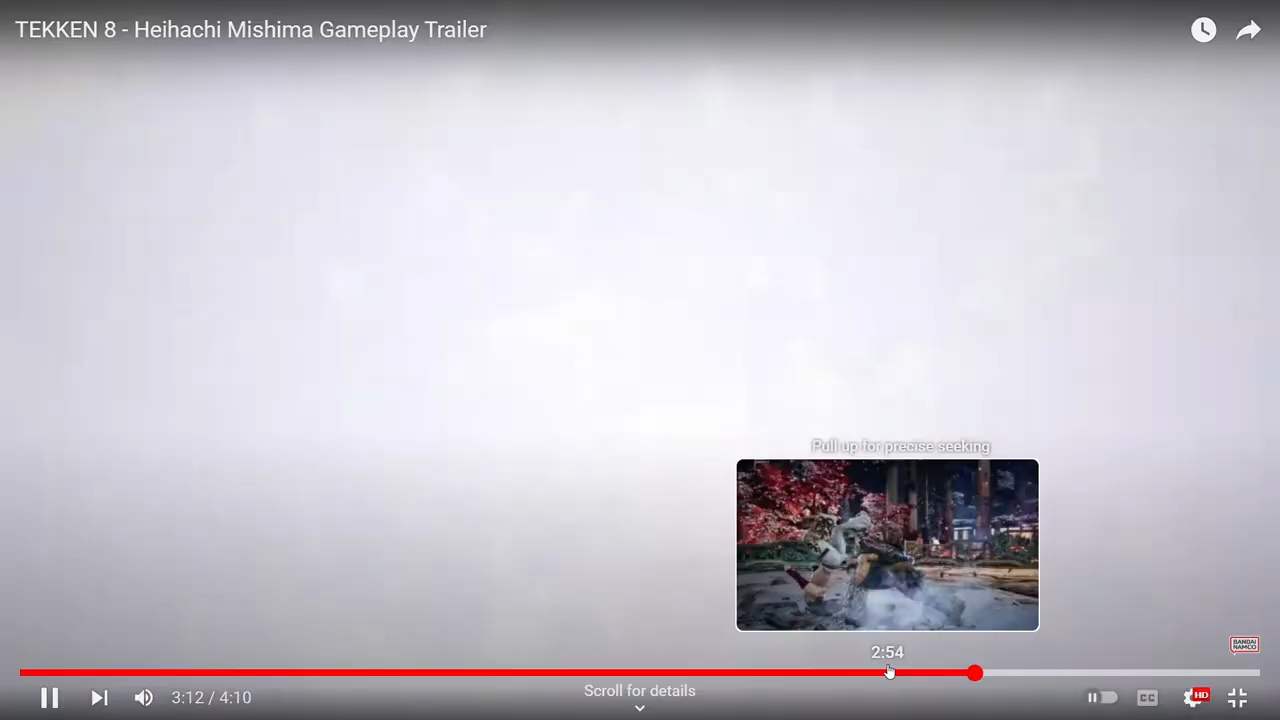 TEKKEN 8 - Heihachi Mishima Gameplay Trailer
Pull up for precise seeking
BANDAI
NAMCO
2:54
3:12 / 4:10
Scroll for details
CC
HD